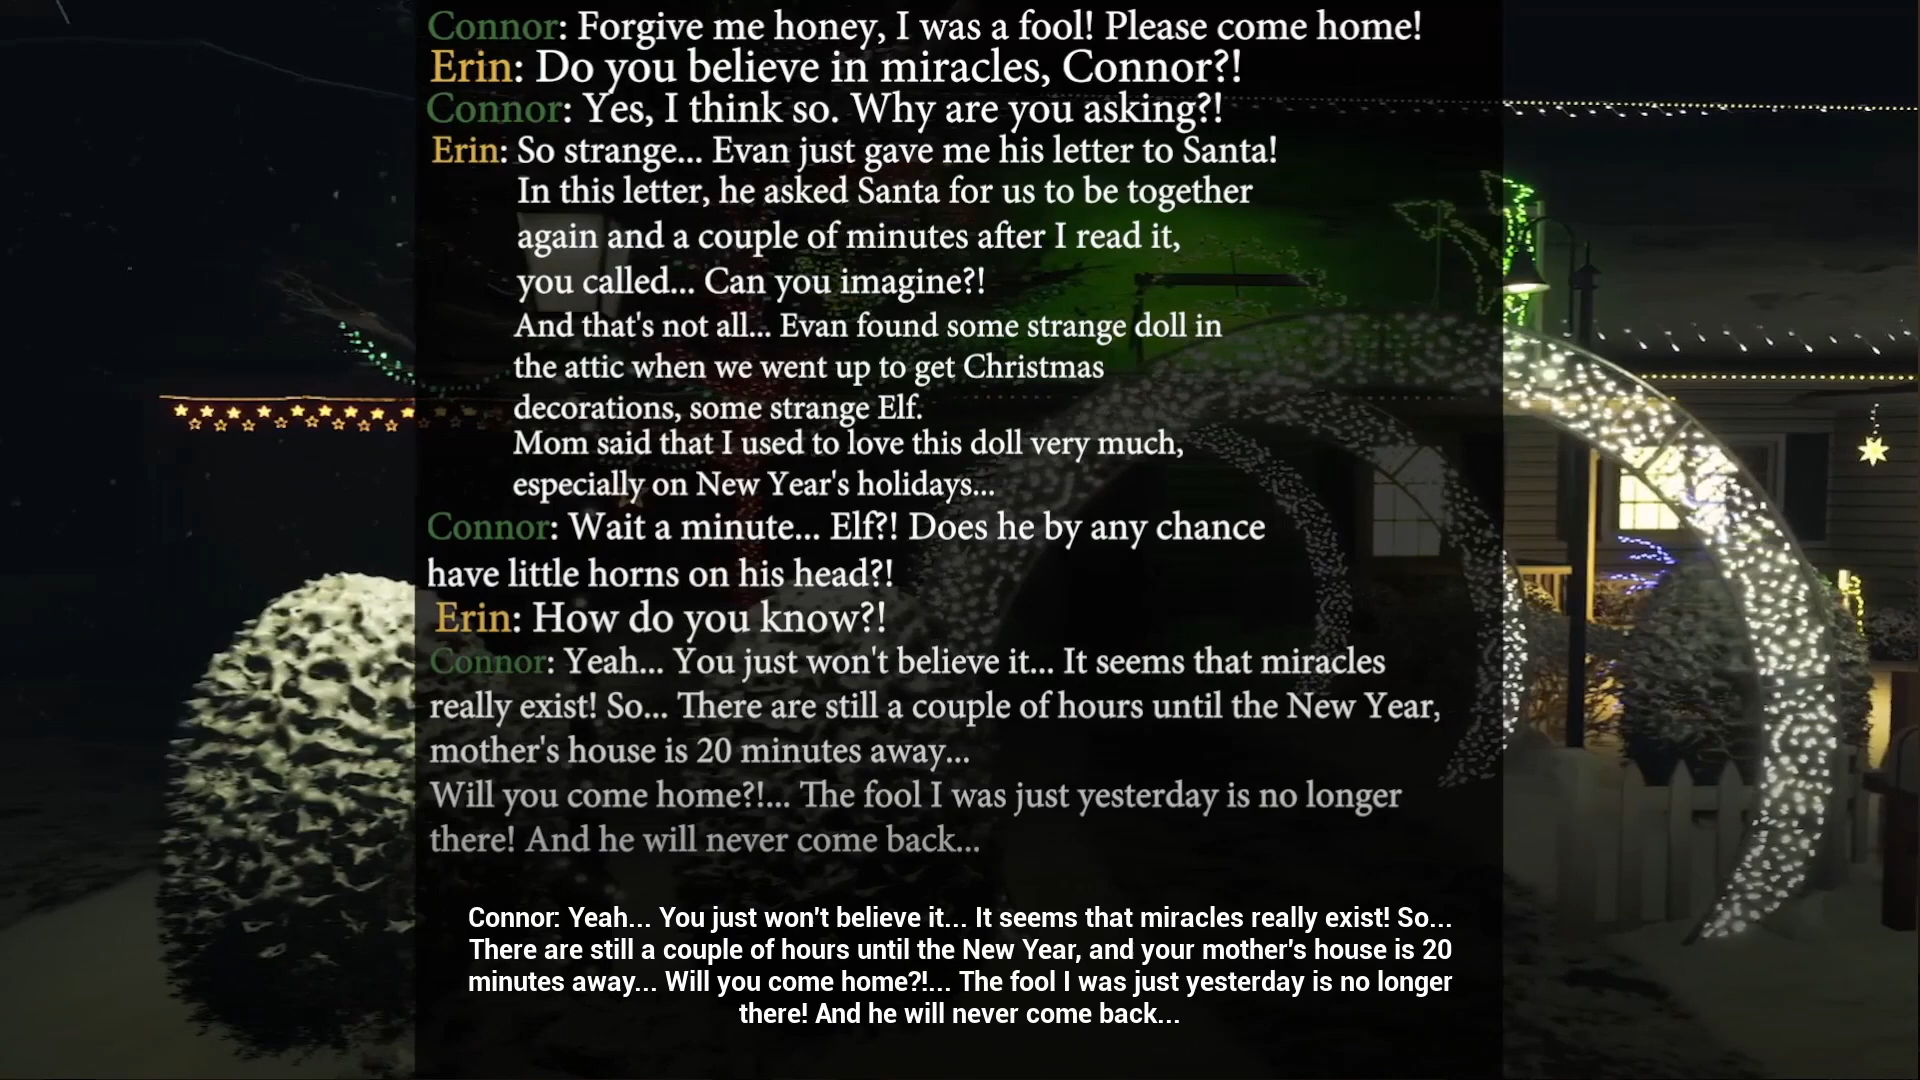 Connor: Forgive me honey, I was a fool! Please come home!
Erin: Do you believe in miracles, Connor?!
Connor: Yes, I think so. Why are you asking?!
Erin: So strange... Evan just gave me his letter to Santa!
In this letter, he asked Santa for us to be together
again and a couple of minutes after I read it,
you called... Can you imagine?!
And that's not all... Evan found some strange doll in
the attic when we went up to get Christmas
decorations, some strange Elf.
Mom said that I used to love this doll very much,
especially on New Year's holidays...
Connor: Wait a minute... Elf?! Does he by any chance
have little horns on his head?!
Erin: How do you know?!
Connor: Yeah... You just won't believe it... It seems that miracles
really exist! So... There are still a couple of hours until the New Year,
mother's house is 20 minutes away...
Will you come home?!... The fool I was just yesterday is no longer
there! And he will never come back...
Connor: Yeah... You just won't believe it... It seems that miracles really exist! So...
There are still a couple of hours until the New Year, and your mother's house is 20
minutes away... Will you come home?!... The fool I was just yesterday is no longer
there! And he will never come back...